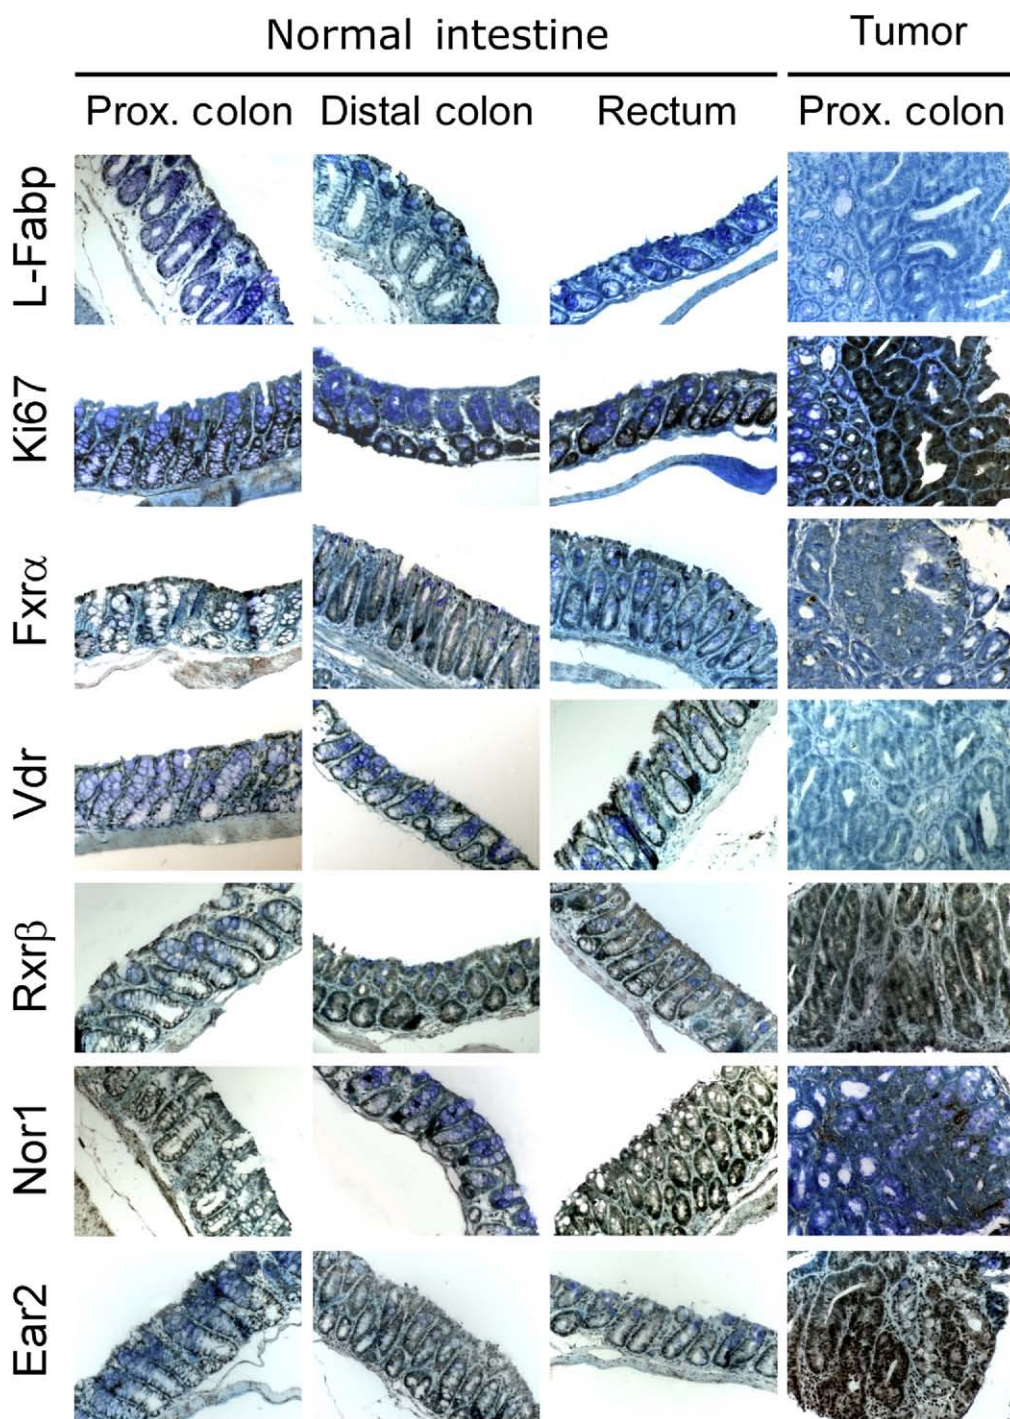 Normal intestine
Tumor
Prox. colon
Distal colon
Rectum
Prox. colon
L-Fabp
Ki67
Fxrα
Vdr
Rxrβ
Nor1
Ear2